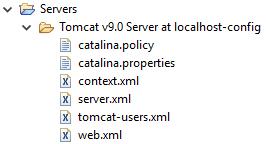 Servers
Tomcat v9.0 Server at localhost-config
catalina.policy
catalina.properties
context.xml
server.xml
tomcat-users.xml
web.xml